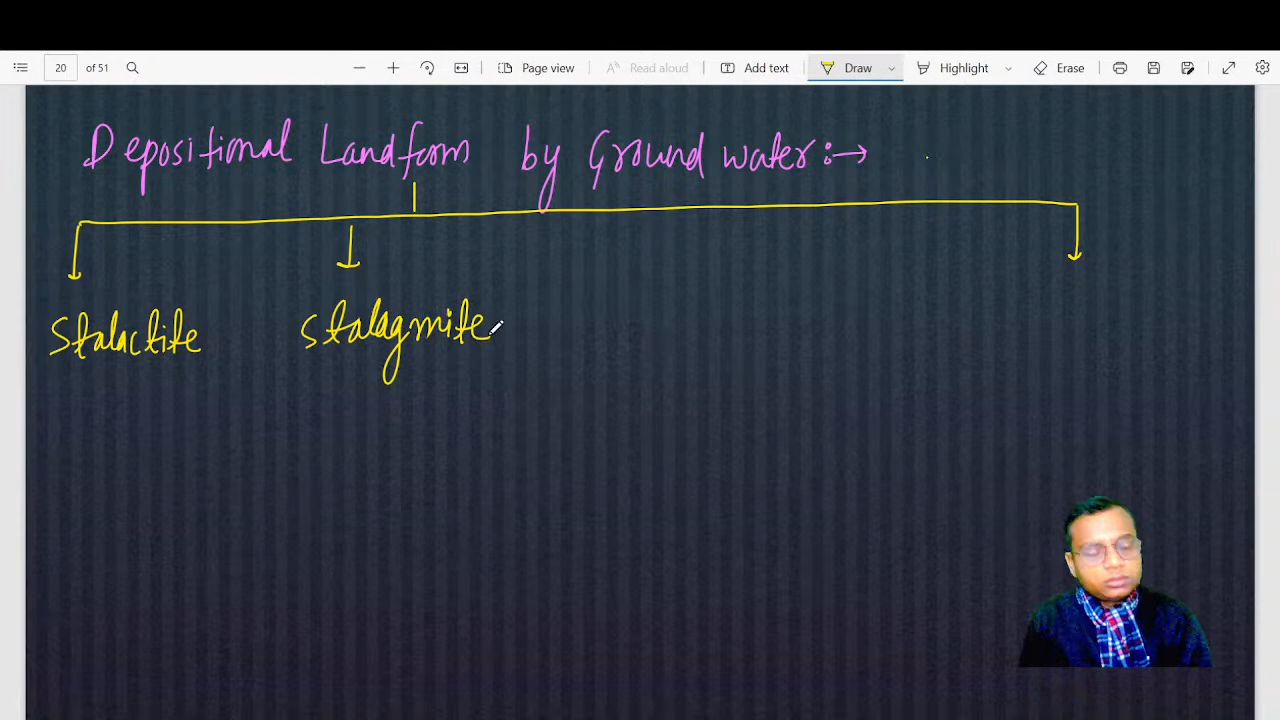 20 of 51 Page view Read aloud Add text Draw Highlight Erase
Depositional Landform by Ground water:→
Stalactite Stalagmite